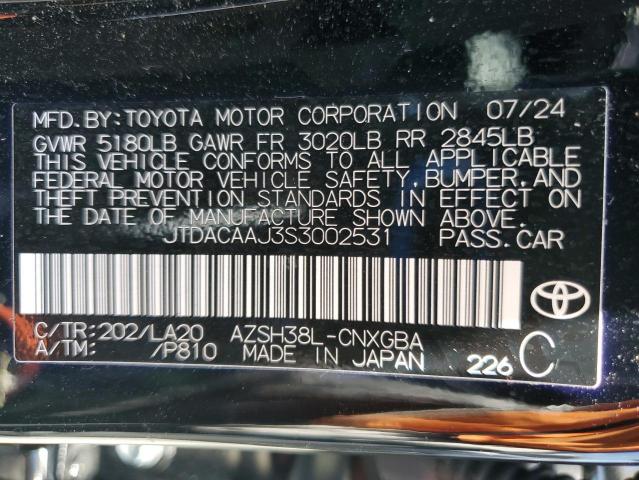 MFD.BY:TOYOTA MOTOR CORPORATION 07/24
GVWR 5180LB GAWR FR 3020LB RR 2845LB
THIS VEHICLE CONFORMS TO ALL APPLICABLE
FEDERAL MOTOR VEHICLE SAFETY,BUMPER,AND
THEFT PREVENTION STANDARDS IN EFFECT ON
THE DATE OF MANUFACTURE SHOWN ABOVE.
JTDACAAJ3S3002531 PASS.CAR
C/TR:202/LA20 AZSH38L-CNXGBA
A/TM: /P810 MADE IN JAPAN 226 C